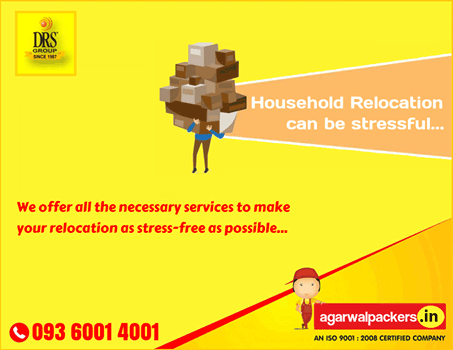 DRS
GROUP
SINCE 1987
Household Relocation
can be stressful...
We offer all the necessary services to make
your relocation as stress-free as possible...
093 6001 4001
agarwalpackers.in
AN ISO 9001 : 2008 CERTIFIED COMPANY